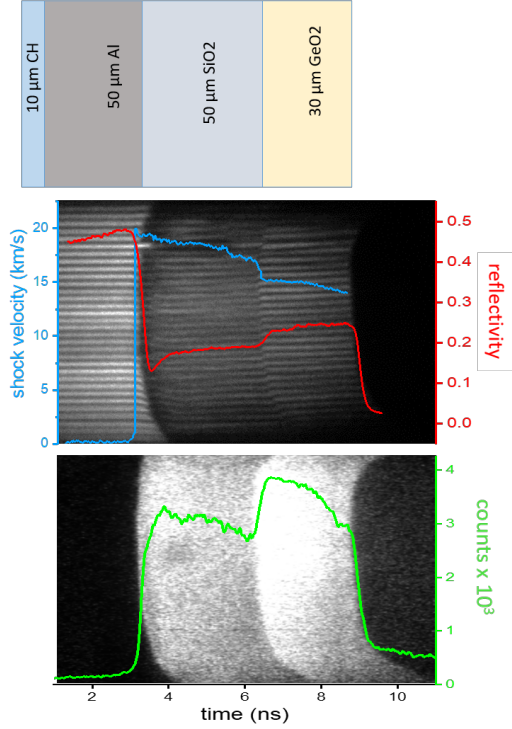 10 µm CH
50 µm Al
50 µm SiO2
30 µm GeO2
shock velocity (km/s)
20
15
10
5
0
0.5
0.4
0.3
0.2
0.1
0.0
reflectivity
4
3
2
1
0
counts x 10³
2 4 6 8 10
time (ns)